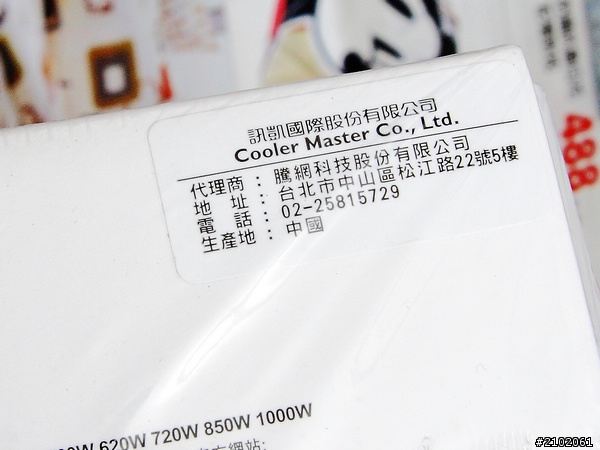 訊凱國際股份有限公司
Cooler Master Co., Ltd.
代理商：騰網科技股份有限公司
地 址：台北市中山區松江路22號5樓
電 話：02-25815729
生產地：中國
620W 720W 850W 1000W
網站:
488
#2102061